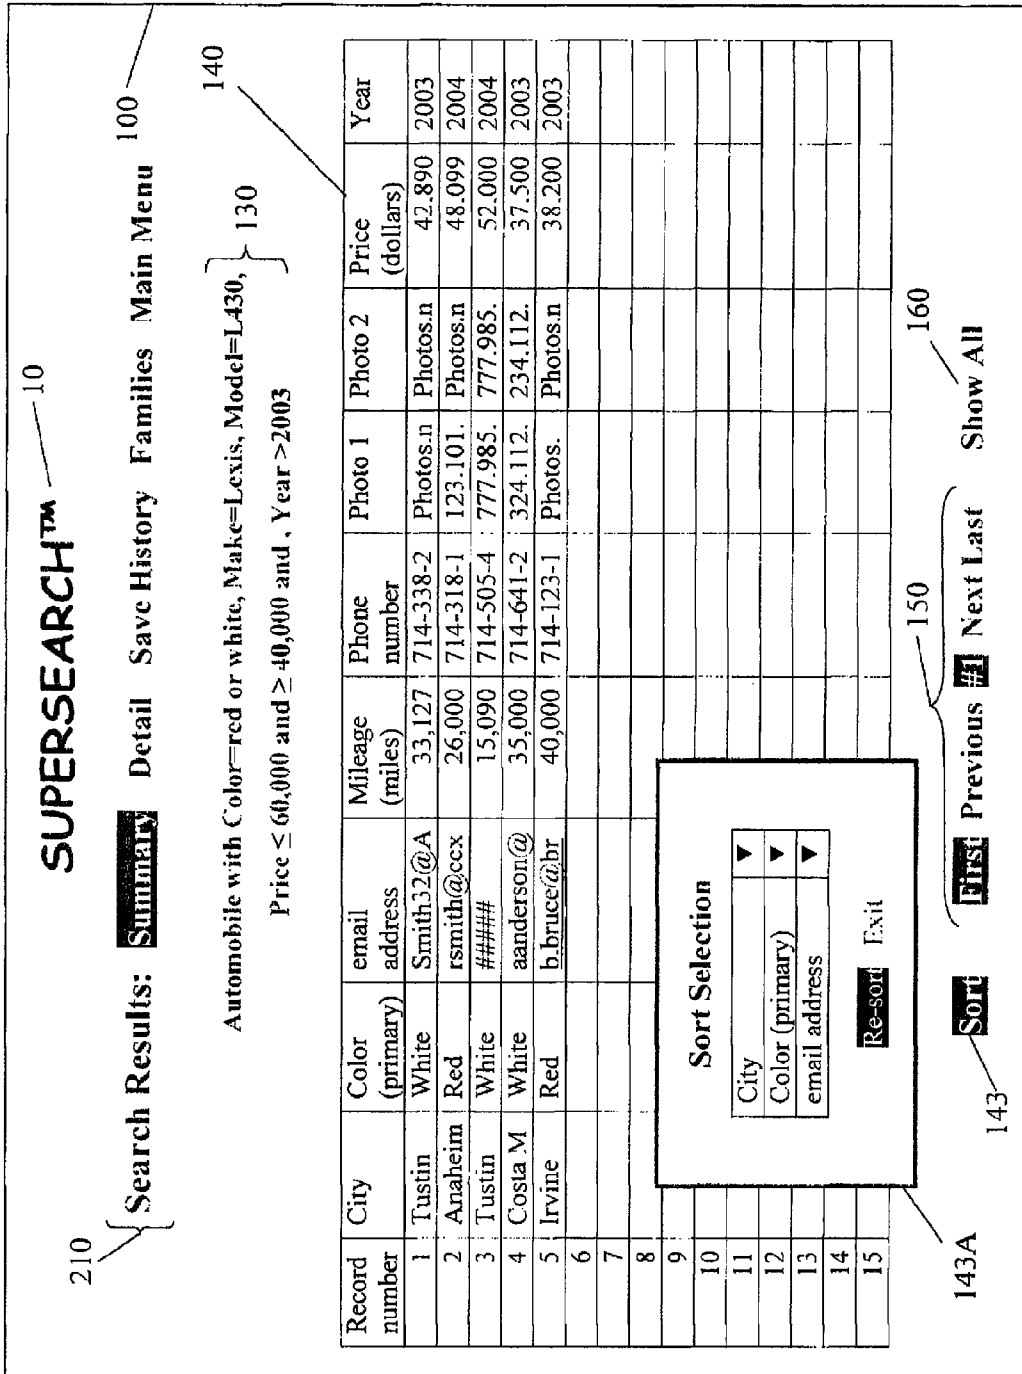 SUPERSEARCH™ 10
210 Search Results: Summary Detail Save History Families Main Menu 100
Automobile with Color=red or white, Make=Lexis, Model=L430, 130
Price ≤ 60,000 and ≥ 40,000 and , Year >2003
140
Record number City Color (primary) email address Mileage (miles) Phone number Photo 1 Photo 2 Price (dollars) Year
1 Tustin White Smith32@A 33,127 714-338-2 Photos.n Photos.n 42.890 2003
2 Anaheim Red rsmith@ccx 26,000 714-318-1 123.101. Photos.n 48.099 2004
3 Tustin White ##### 15,090 714-505-4 777.985. 777.985. 52.000 2004
4 Costa M White aanderson@ 35,000 714-641-2 324.112. 234.112. 37.500 2003
5 Irvine Red b.bruce@br 40,000 714-123-1 Photos. Photos.n 38.200 2003
6
7
8
9
10
11
12
13
14
15
Sort Selection
City ▼
Color (primary) ▼
email address ▼
Re-sort Exit
143A
150
160
Sort First Previous #1 Next Last Show All
143